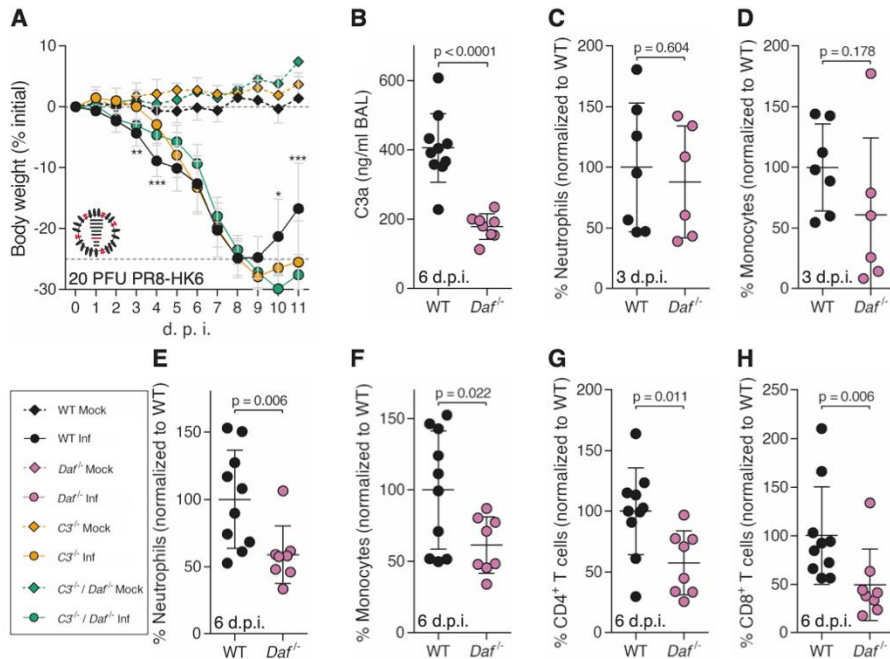 A
Body weight (% initial)
10
0
-10
-20
-30
**
***
*
***
20 PFU PR8-HK6
0 1 2 3 4 5 6 7 8 9 10 11
d. p. i.
B
C3a (ng/ml BAL)
600
400
200
0
p < 0.0001
6 d.p.i.
WT Daf-/-
C
% Neutrophils (normalized to WT)
200
150
100
50
0
p = 0.604
3 d.p.i.
WT Daf-/-
D
% Monocytes (normalized to WT)
200
150
100
50
0
p = 0.178
3 d.p.i.
WT Daf-/-
WT Mock
WT Inf
Daf-/- Mock
Daf-/- Inf
C3-/- Mock
C3-/- Inf
C3-/- / Daf-/- Mock
C3-/- / Daf-/- Inf
E
% Neutrophils (normalized to WT)
200
150
100
50
0
p = 0.006
6 d.p.i.
WT Daf-/-
F
% Monocytes (normalized to WT)
200
150
100
50
0
p = 0.022
6 d.p.i.
WT Daf-/-
G
% CD4+ T cells (normalized to WT)
200
150
100
50
0
p = 0.011
6 d.p.i.
WT Daf-/-
H
% CD8+ T cells (normalized to WT)
250
200
150
100
50
0
p = 0.006
6 d.p.i.
WT Daf-/-